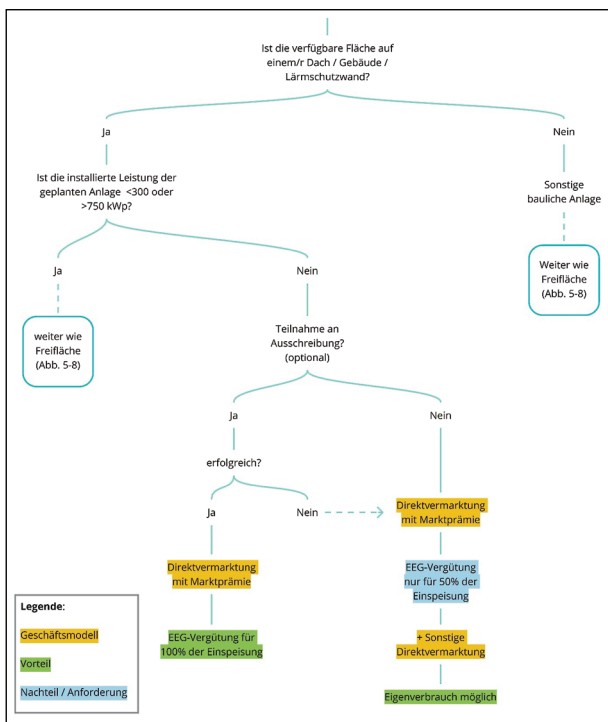 Ist die verfügbare Fläche auf
einem/r Dach / Gebäude /
Lärmschutzwand?
Ja
Nein
Ist die installierte Leistung der
geplanten Anlage <300 oder
>750 kWp?
Sonstige
bauliche Anlage
Ja
Nein
Weiter wie
Freifläche
(Abb. 5-8)
weiter wie
Freifläche
(Abb. 5-8)
Teilnahme an
Ausschreibung?
(optional)
Ja
Nein
erfolgreich?
Ja
Nein
Direktvermarktung
mit Marktprämie
Direktvermarktung
mit Marktprämie
EEG-Vergütung
nur für 50% der
Einspeisung
EEG-Vergütung für
100% der Einspeisung
+ Sonstige
Direktvermarktung
Eigenverbrauch möglich
Legende:
Geschäftsmodell
Vorteil
Nachteil / Anforderung